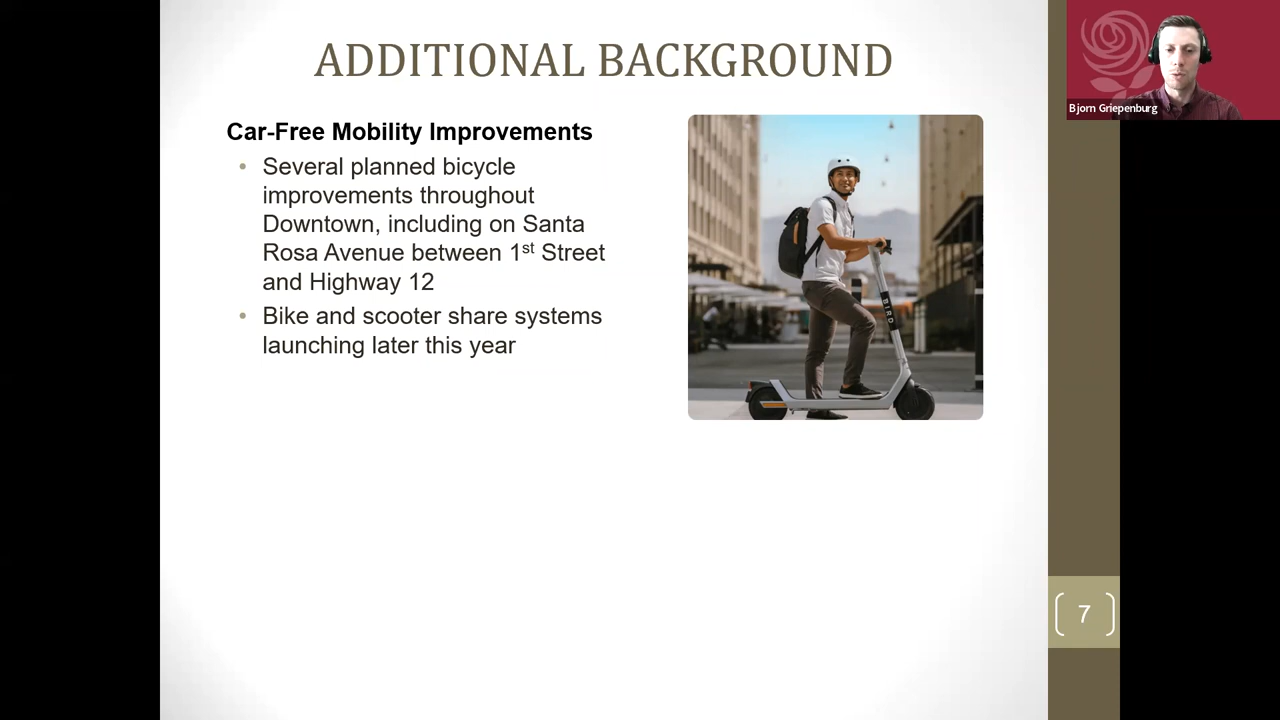 ADDITIONAL BACKGROUND
Bjorn Griepenburg
Car-Free Mobility Improvements
• Several planned bicycle
improvements throughout
Downtown, including on Santa
Rosa Avenue between 1st Street
and Highway 12
• Bike and scooter share systems
launching later this year
BIRD
7